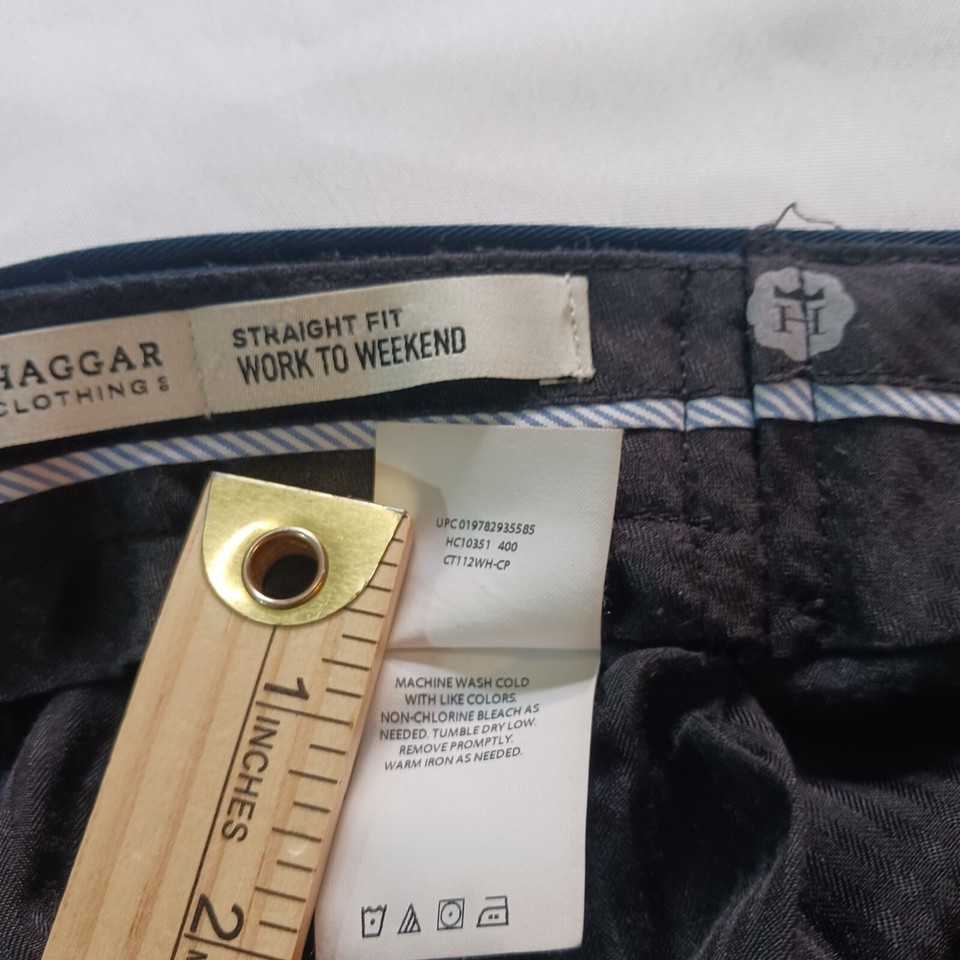 HAGGAR
CLOTHING
STRAIGHT FIT
WORK TO WEEKEND
H
UPC 019782935585
HC10351 400
CT112WH-CP
MACHINE WASH COLD
WITH LIKE COLORS.
NON-CHLORINE BLEACH AS
NEEDED. TUMBLE DRY LOW.
REMOVE PROMPTLY.
WARM IRON AS NEEDED.
1
INCHES
2